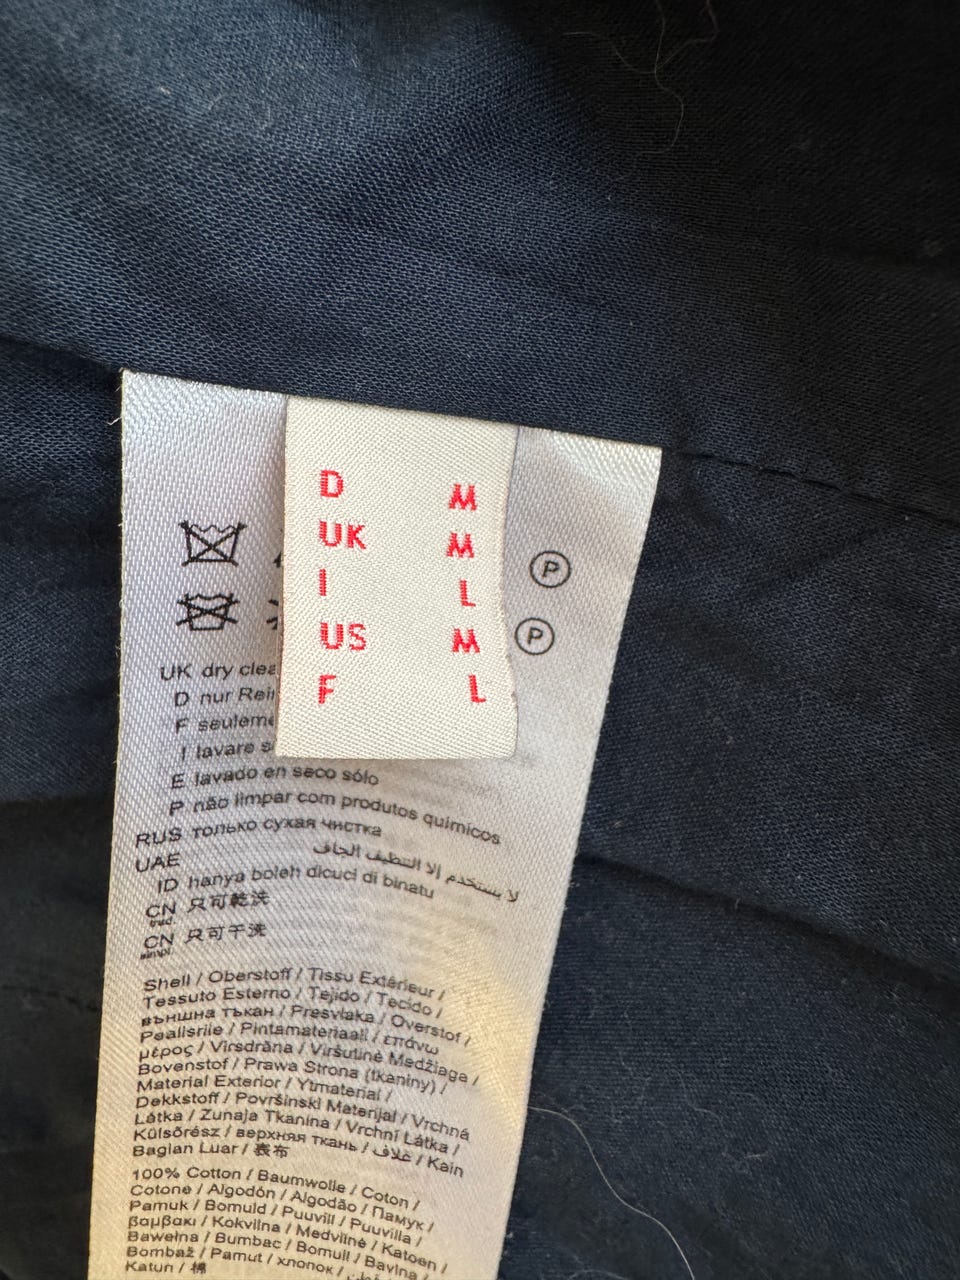 D M
UK M
I L
US M
F L
P
P
UK dry clea
D nur Rei
F seuleme
I lavare s
E lavado en seco sólo
P não limpar com produtos químicos
RUS только сухая чистка
UAE لا يستخدم إلا التنظيف الجاف
ID hanya boleh dicuci di binatu
CN trad. 只可乾洗
CN simpl. 只可干洗
Shell / Oberstoff / Tissu Extérieur /
Tessuto Esterno / Tejido / Tecido /
външна тъкан / Presvlaka / Overstof /
Pealisriie / Pintamateriaali / επάνω
μέρος / Virsdrāna / Viršutinė Medžiaga /
Bovenstof / Prawa Strona (tkaniny) /
Material Exterior / Ytmaterial /
Dekkstoff / Površinski Materijal / Vrchná
Látka / Zunaja Tkanina / Vrchní Látka /
Külsőrész / верхняя ткань / غلاف / Kain
Bagian Luar / 表布
100% Cotton / Baumwolle / Coton /
Cotone / Algodón / Algodão / Памук /
Pamuk / Bomuld / Puuvill / Puuvilla /
βαμβάκι / Kokvilna / Medvilnė / Katoen /
Bawełna / Bumbac / Bomull / Bavlna /
Bombaž / Pamut / хлопок / قطن /
Katun / 棉